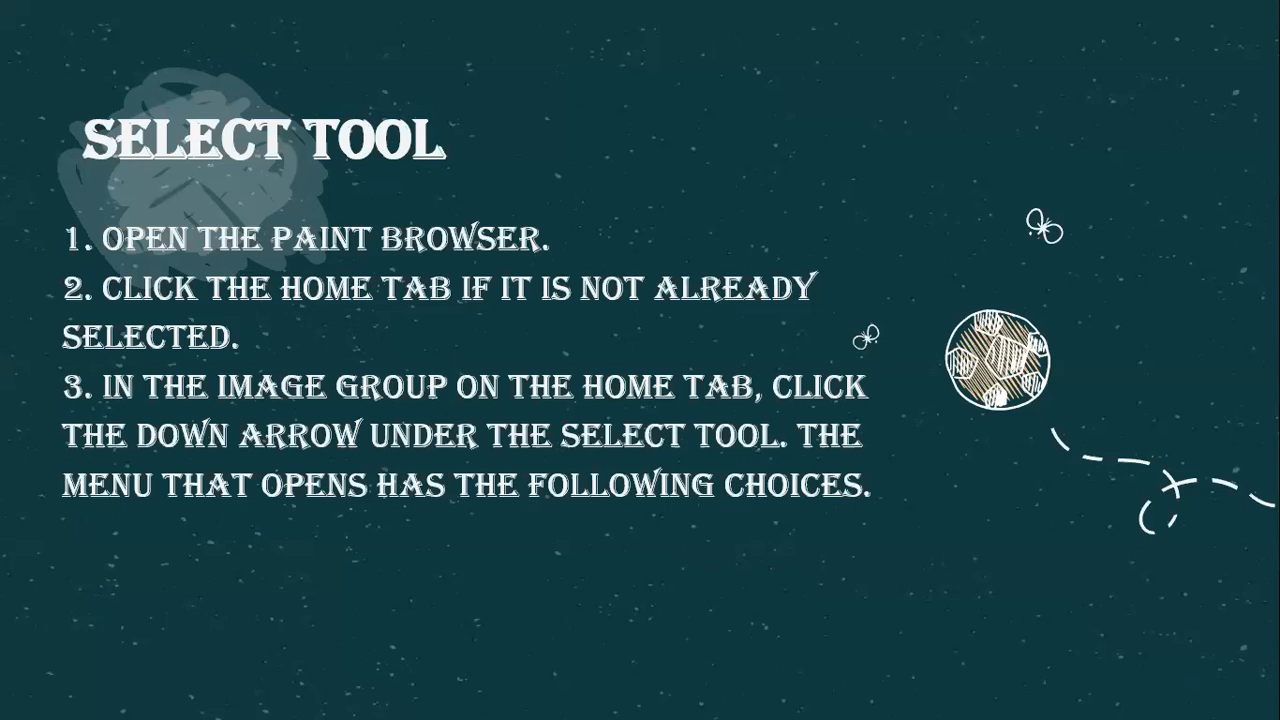 SELECT TOOL
1. OPEN THE PAINT BROWSER.
2. CLICK THE HOME TAB IF IT IS NOT ALREADY
SELECTED.
3. IN THE IMAGE GROUP ON THE HOME TAB, CLICK
THE DOWN ARROW UNDER THE SELECT TOOL. THE
MENU THAT OPENS HAS THE FOLLOWING CHOICES.